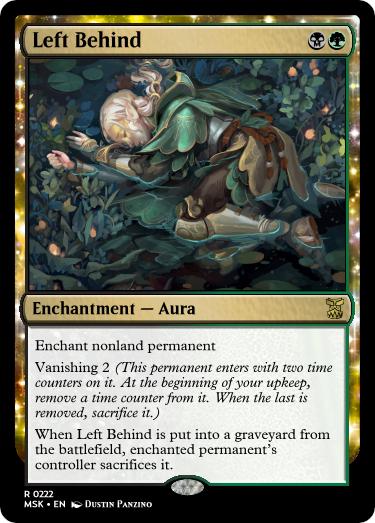 Left Behind
Enchantment — Aura
Enchant nonland permanent
Vanishing 2 (This permanent enters with two time
counters on it. At the beginning of your upkeep,
remove a time counter from it. When the last is
removed, sacrifice it.)
When Left Behind is put into a graveyard from
the battlefield, enchanted permanent's
controller sacrifices it.
R 0222
MSK • EN Dustin Panzino